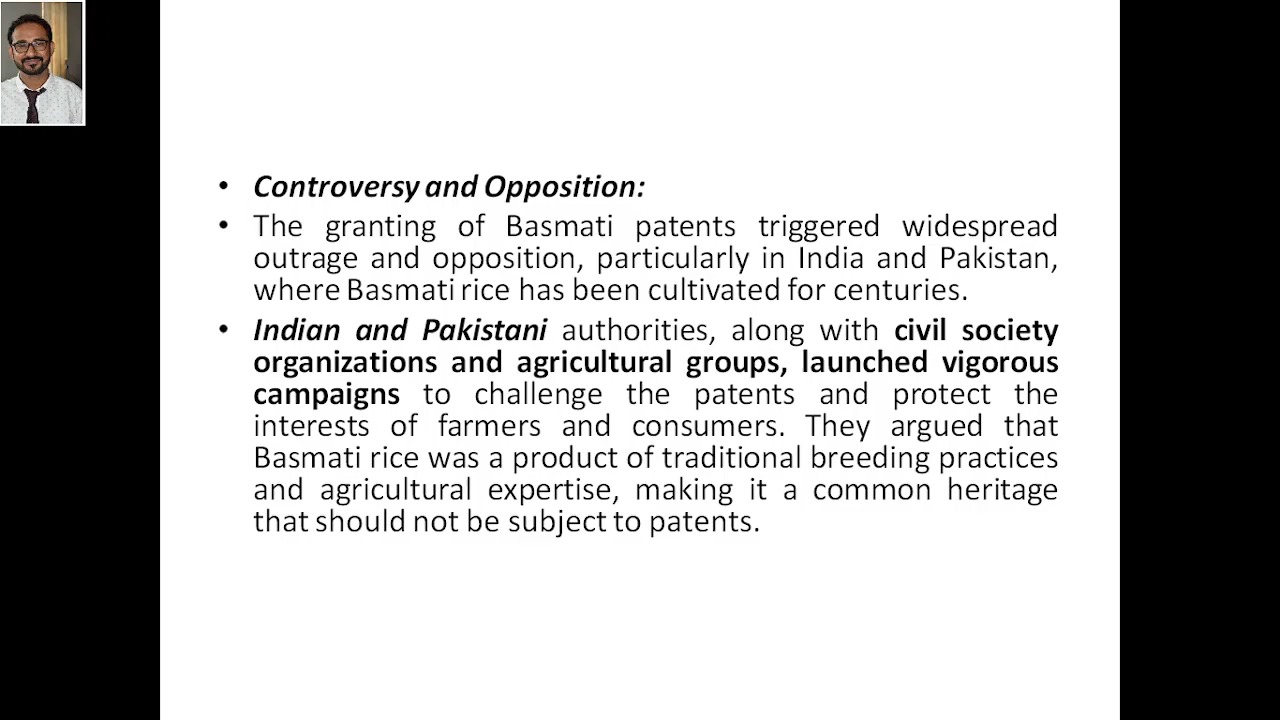 • Controversy and Opposition:
• The granting of Basmati patents triggered widespread
outrage and opposition, particularly in India and Pakistan,
where Basmati rice has been cultivated for centuries.
• Indian and Pakistani authorities, along with civil society
organizations and agricultural groups, launched vigorous
campaigns to challenge the patents and protect the
interests of farmers and consumers. They argued that
Basmati rice was a product of traditional breeding practices
and agricultural expertise, making it a common heritage
that should not be subject to patents.